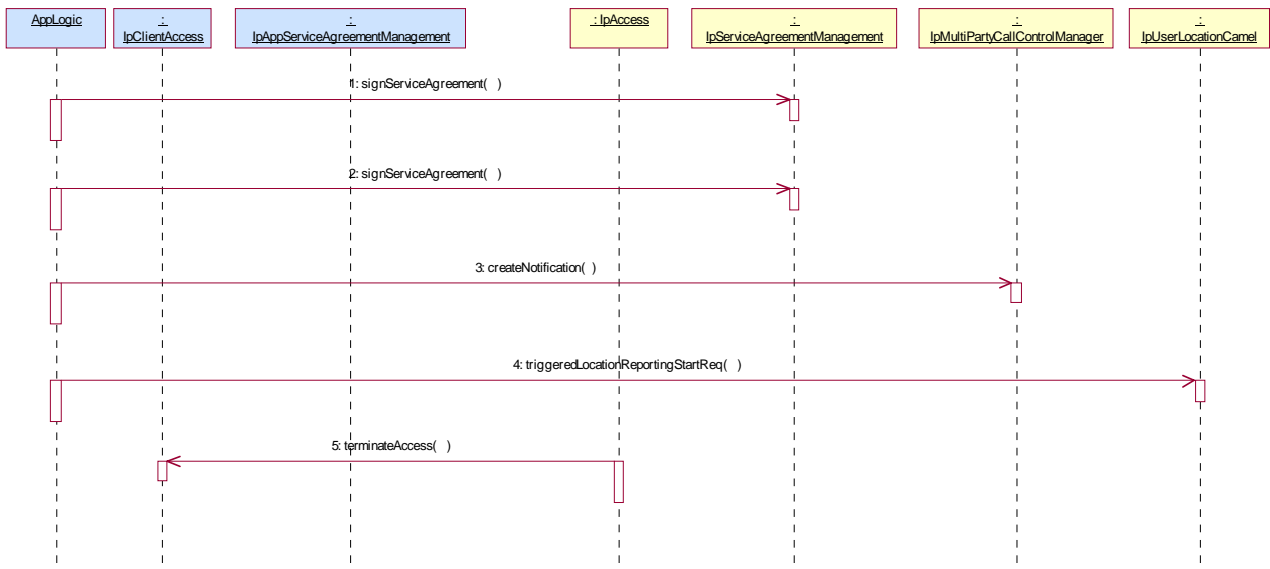 AppLogic
:
IpClientAccess
:
IpAppServiceAgreementManagement
: IpAccess
:
IpServiceAgreementManagement
:
IpMultiPartyCallControlManager
:
IpUserLocationCamel
1: signServiceAgreement( )
2: signServiceAgreement( )
3: createNotification( )
4: triggeredLocationReportingStartReq( )
5: terminateAccess( )